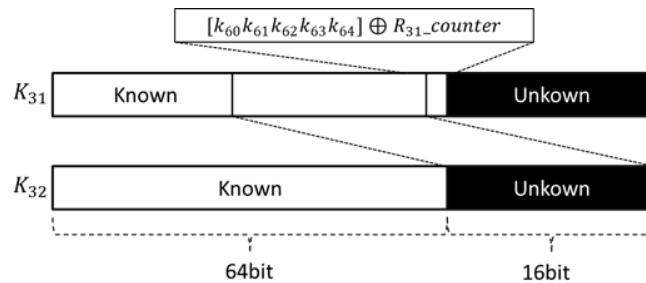 [k₆₀k₆₁k₆₂k₆₃k₆₄] ⊕ R₃₁_counter
K₃₁ Known Unkown
K₃₂ Known Unkown
64bit 16bit